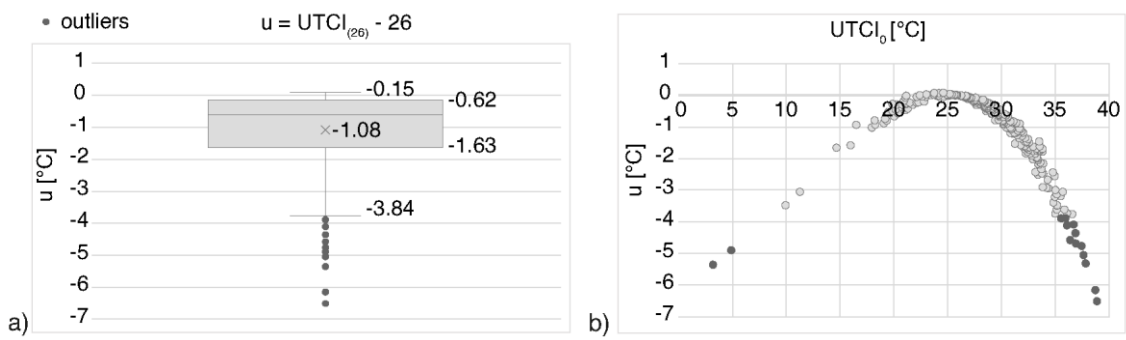 ● outliers
u = UTCI₍₂₆₎ - 26
1
0
-1
-2
-3
-4
-5
-6
-7
u [°C]
-0.15
-0.62
-1.08
-1.63
-3.84
a)
UTCI₀ [°C]
1
0
-1
-2
-3
-4
-5
-6
-7
u [°C]
0 5 10 15 20 25 30 35 40
b)